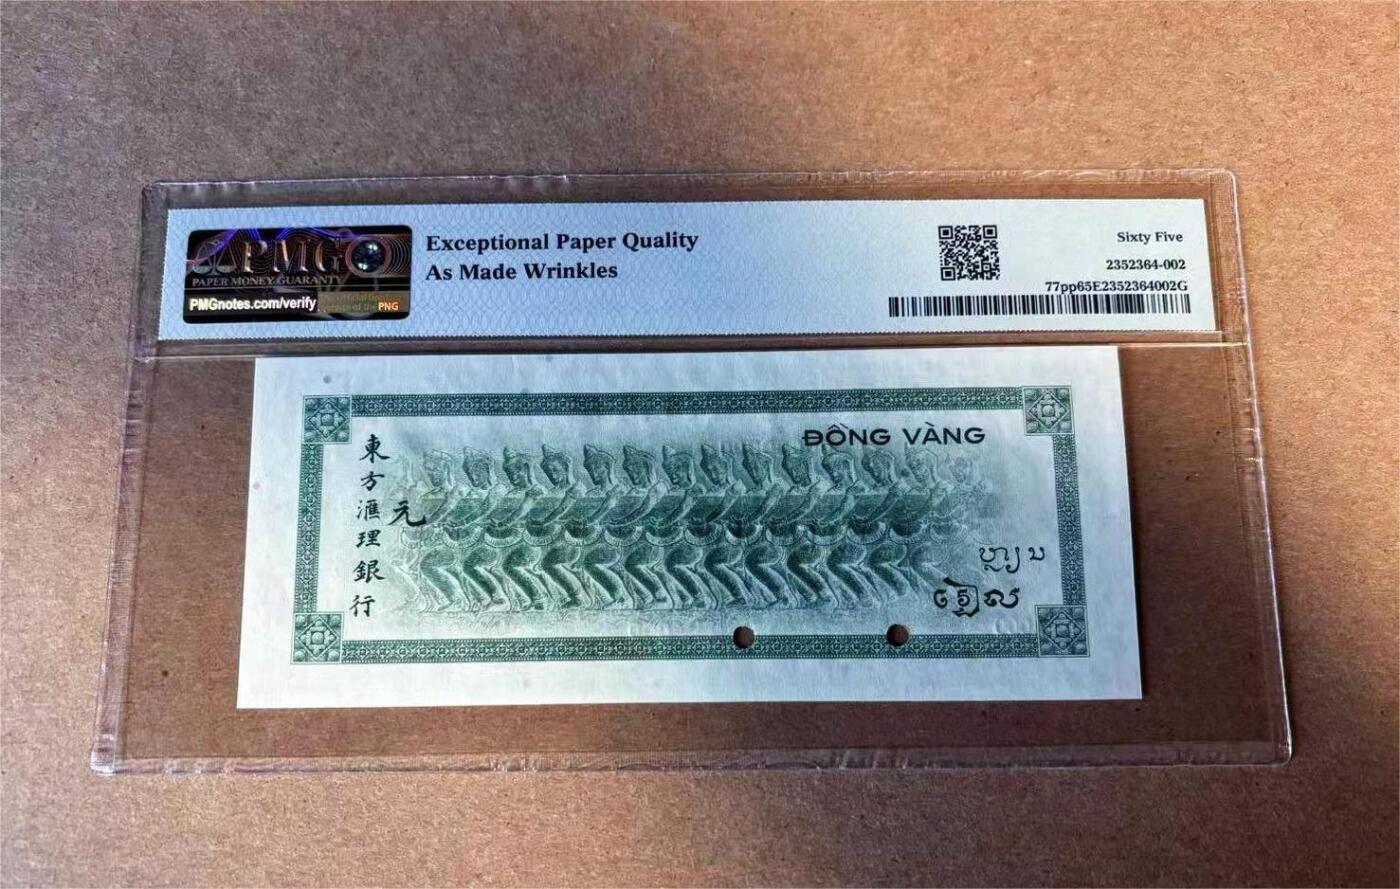 PMG
PAPER MONEY GUARANTY
PMGnotes.com/verify
PNG
Exceptional Paper Quality
As Made Wrinkles
Sixty Five
2352364-002
77pp65E2352364002G
ĐỒNG VÀNG
東方滙理銀行
元
រៀល